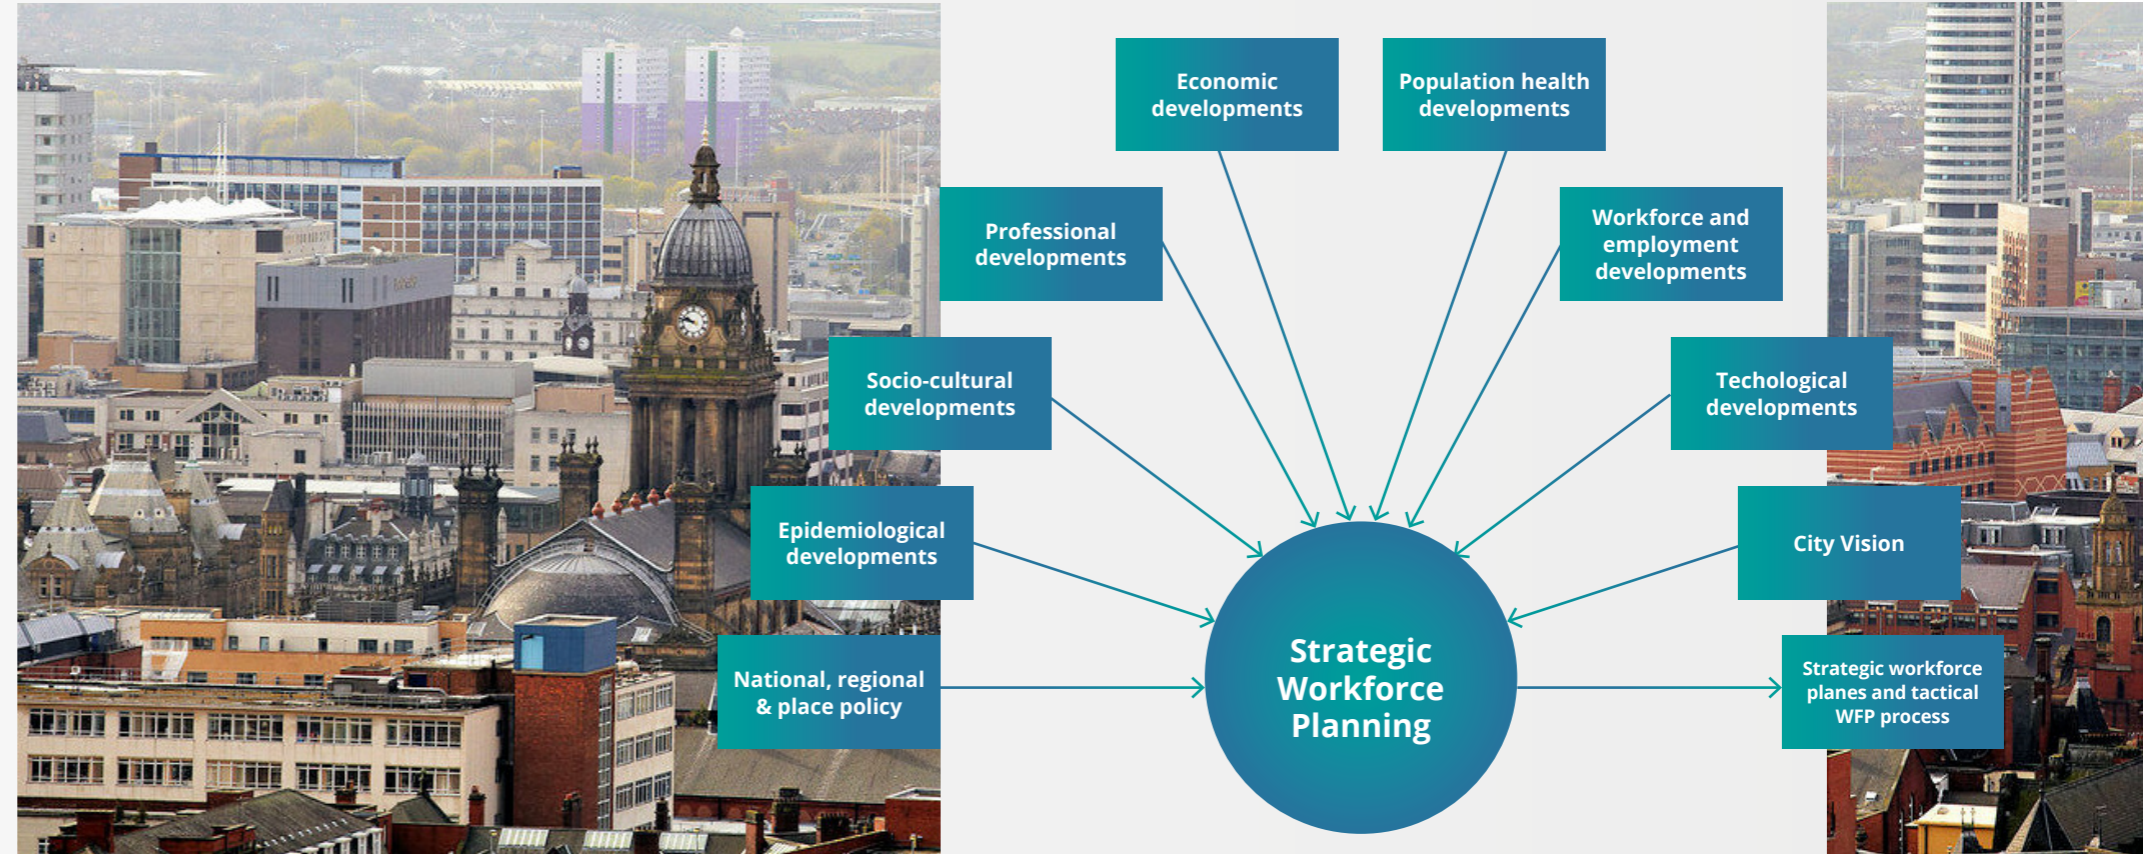 Economic
developments
Population health
developments
Professional
developments
Workforce and
employment
developments
Socio-cultural
developments
Techological
developments
Epidemiological
developments
City Vision
National, regional
& place policy
Strategic
Workforce
Planning
Strategic workforce
planes and tactical
WFP process